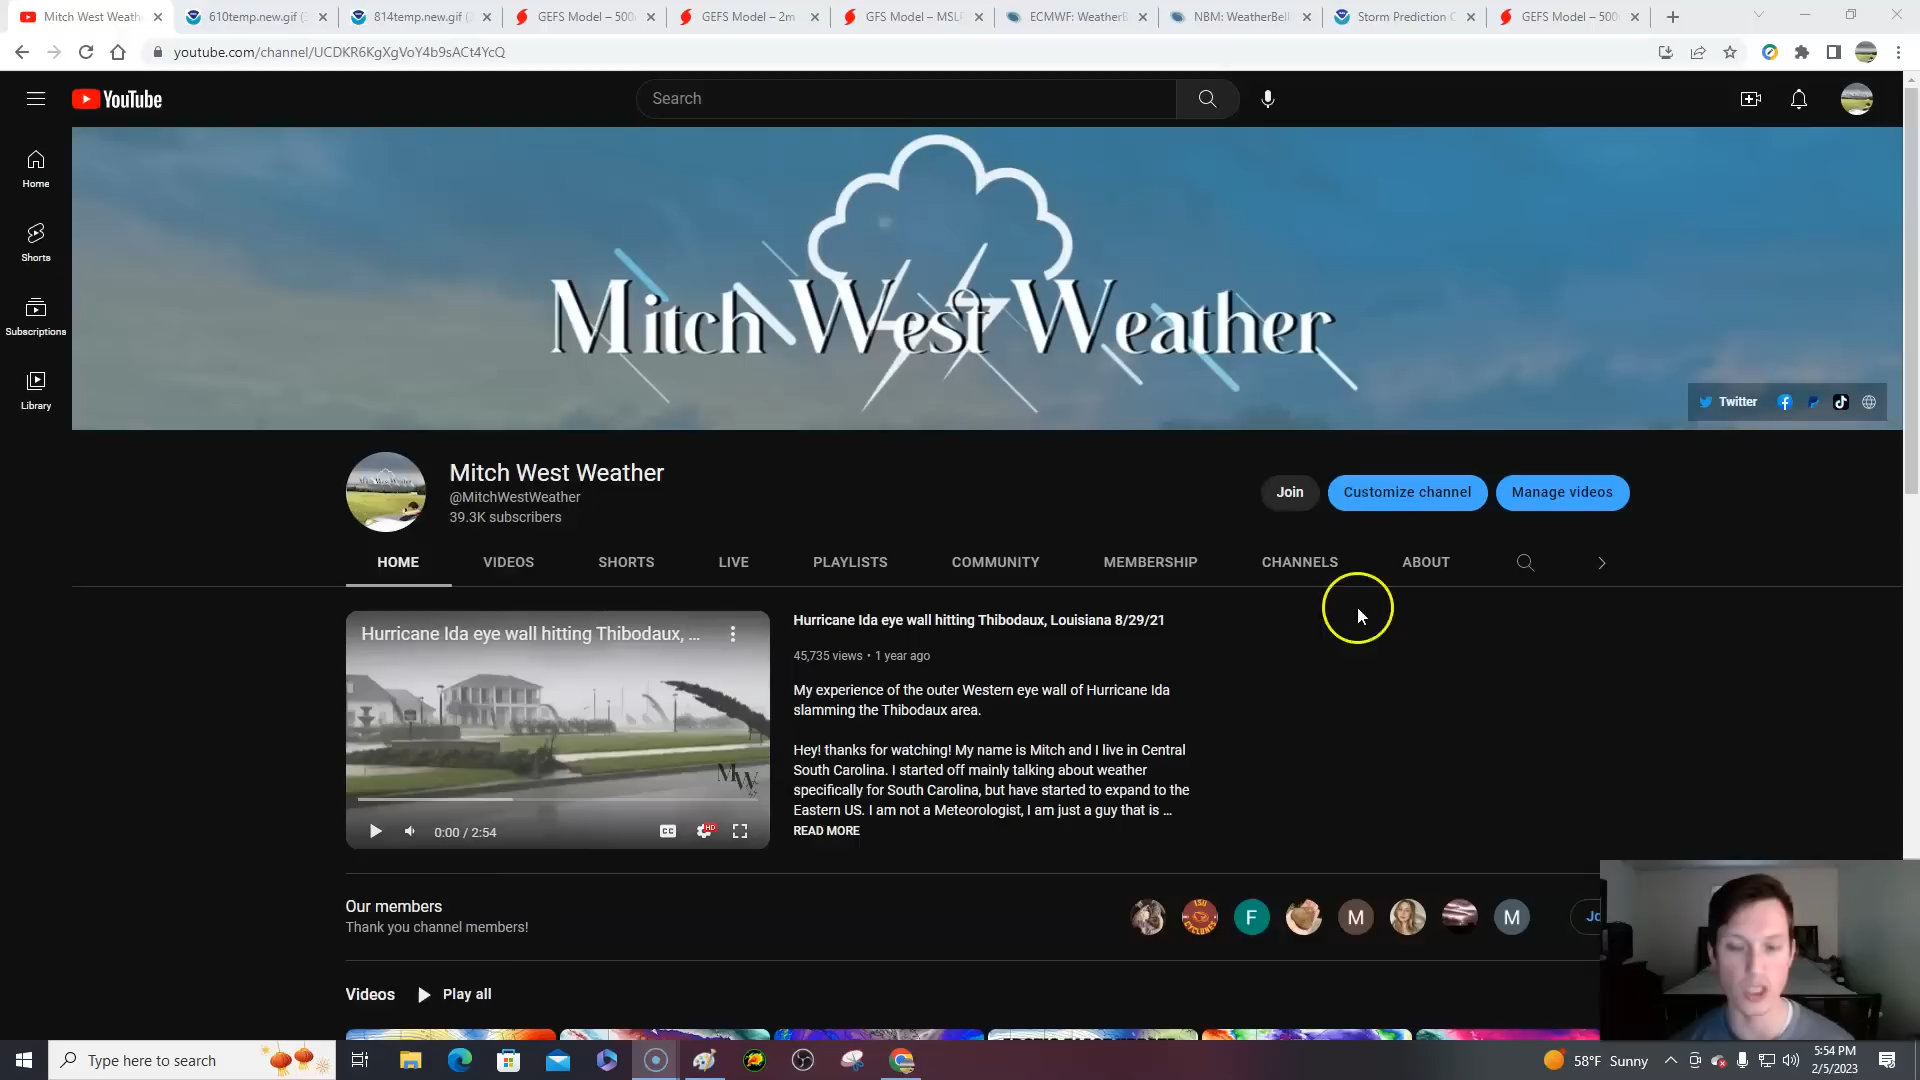 Mitch West Weath
610temp.new.gif (
814temp.new.gif (
GEFS Model – 500
GEFS Model – 2m
GFS Model – MSL
ECMWF: WeatherB
NBM: WeatherBell
Storm Prediction C
GEFS Model – 500
youtube.com/channel/UCDKR6KgXgVoY4b9sACt4YcQ
YouTube
Search
Home
Shorts
Subscriptions
Library
Mitch West Weather
Twitter
Mitch West Weather
@MitchWestWeather
39.3K subscribers
Join
Customize channel
Manage videos
HOME
VIDEOS
SHORTS
LIVE
PLAYLISTS
COMMUNITY
MEMBERSHIP
CHANNELS
ABOUT
Hurricane Ida eye wall hitting Thibodaux, ...
MW
0:00 / 2:54
CC
HD
Hurricane Ida eye wall hitting Thibodaux, Louisiana 8/29/21
45,735 views • 1 year ago
My experience of the outer Western eye wall of Hurricane Ida
slamming the Thibodaux area.
Hey! thanks for watching! My name is Mitch and I live in Central
South Carolina. I started off mainly talking about weather
specifically for South Carolina, but have started to expand to the
Eastern US. I am not a Meteorologist, I am just a guy that is ...
READ MORE
Our members
Thank you channel members!
ISU
CYCLONES
F
M
M
Jo
Videos
Play all
Type here to search
58°F Sunny
5:54 PM
2/5/2023